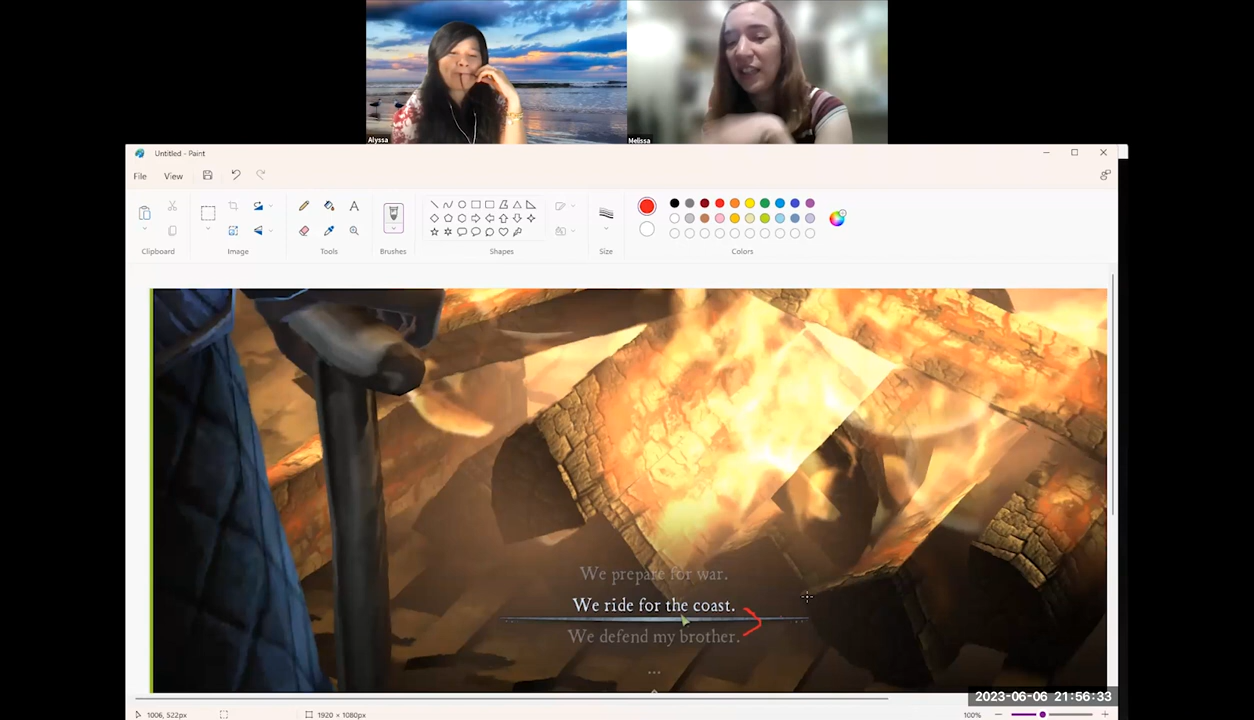 Alyssa
Melissa
Untitled - Paint
File
View
Clipboard
Image
Tools
Brushes
Shapes
Size
Colors
A
We prepare for war.
We ride for the coast.
We defend my brother.
...
2023-06-06 21:56:33
1006, 522px
1920 × 1080px
100%